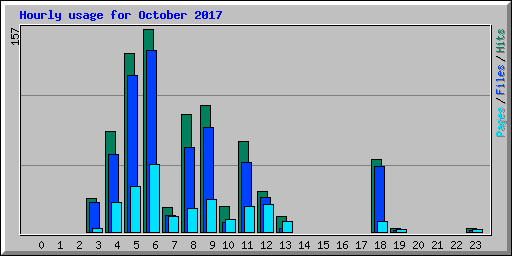 Hourly usage for October 2017
157
Pages/Files/Hits
0 1 2 3 4 5 6 7 8 9 10 11 12 13 14 15 16 17 18 19 20 21 22 23